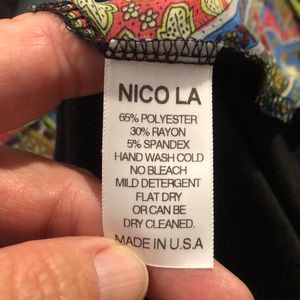 NICO LA
65% POLYESTER
30% RAYON
5% SPANDEX
HAND WASH COLD
NO BLEACH
MILD DETERGENT
FLAT DRY
OR CAN BE
DRY CLEANED.
MADE IN U.S.A